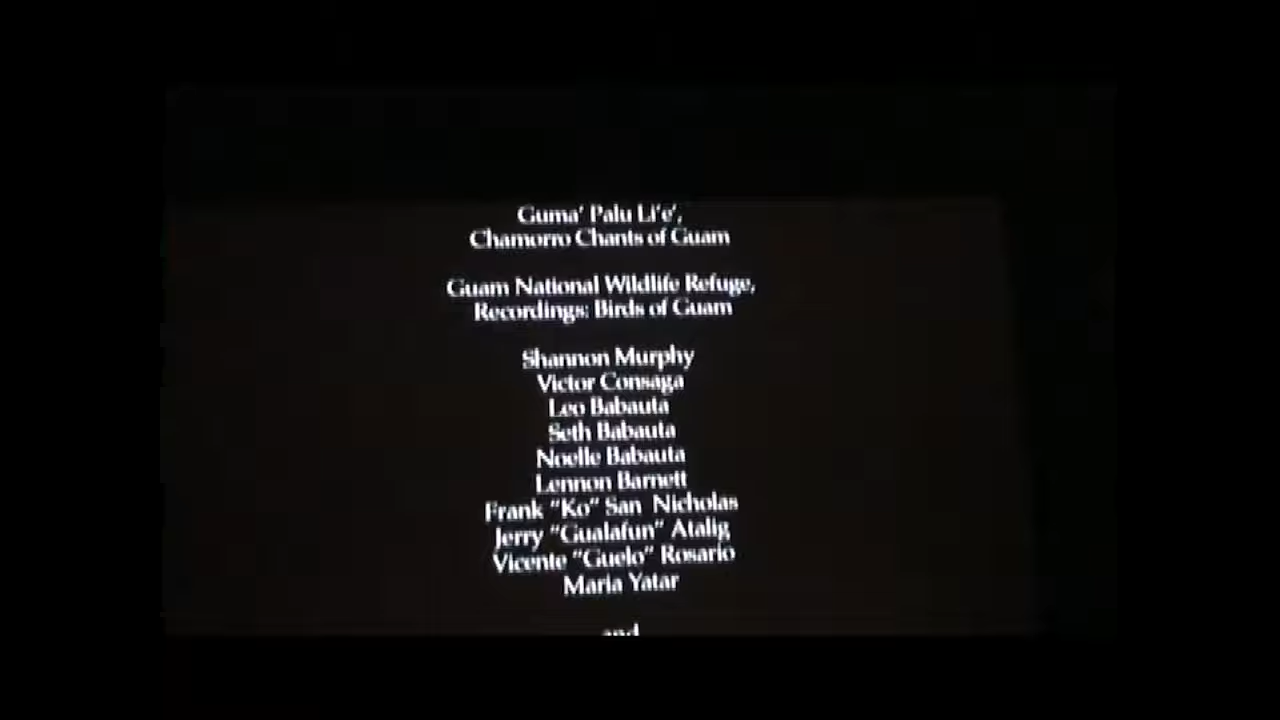 Guma' Palu Li'e',
Chamorro Chants of Guam
Guam National Wildlife Refuge,
Recordings: Birds of Guam
Shannon Murphy
Victor Consaga
Leo Babauta
Seth Babauta
Noelle Babauta
Lennon Barnett
Frank "Ko" San Nicholas
Jerry "Gualafun" Atalig
Vicente "Guelo" Rosario
Maria Yatar
and